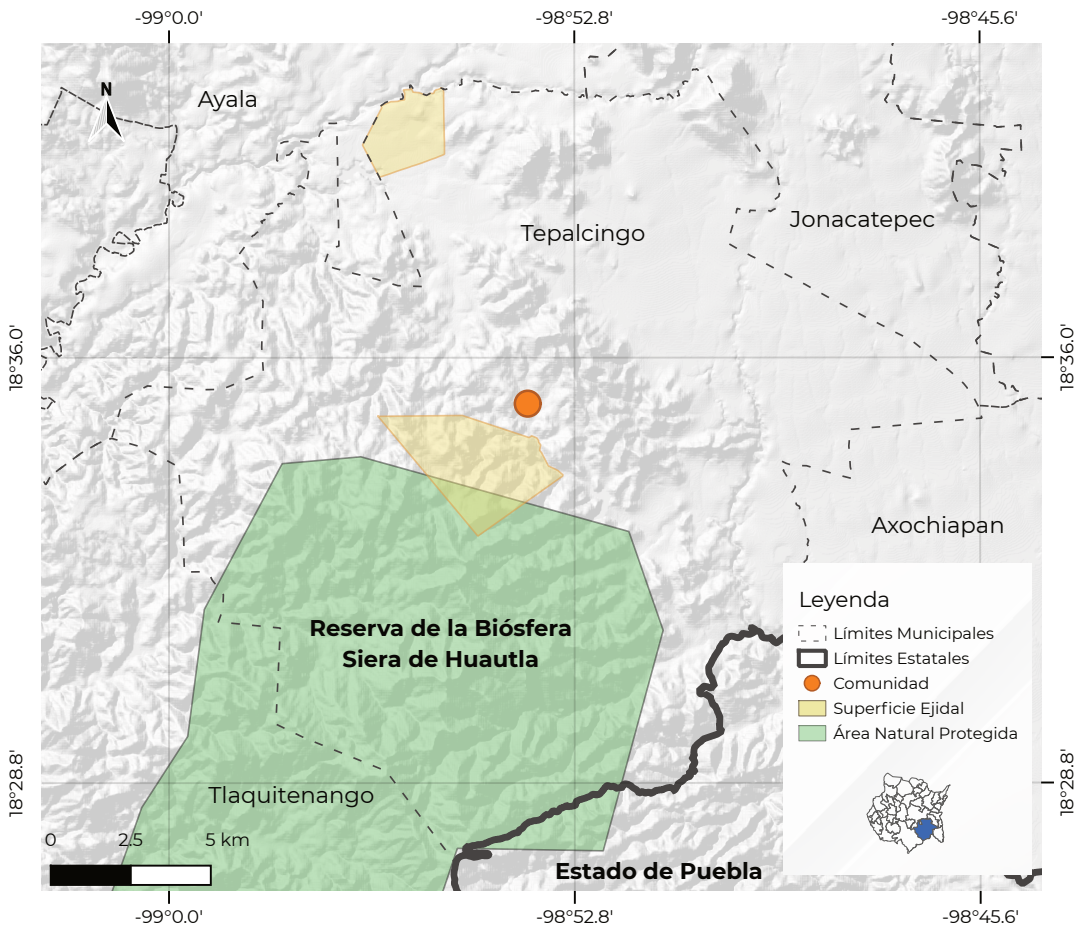 -99°0.0'
-98°52.8'
-98°45.6'
N
Ayala
Tepalcingo
Jonacatepec
18°36.0'
18°36.0'
Axochiapan
Leyenda
Límites Municipales
Límites Estatales
Comunidad
Superficie Ejidal
Área Natural Protegida
Reserva de la Biósfera
Siera de Huautla
18°28.8'
18°28.8'
Tlaquitenango
0 2.5 5 km
Estado de Puebla
-99°0.0'
-98°52.8'
-98°45.6'